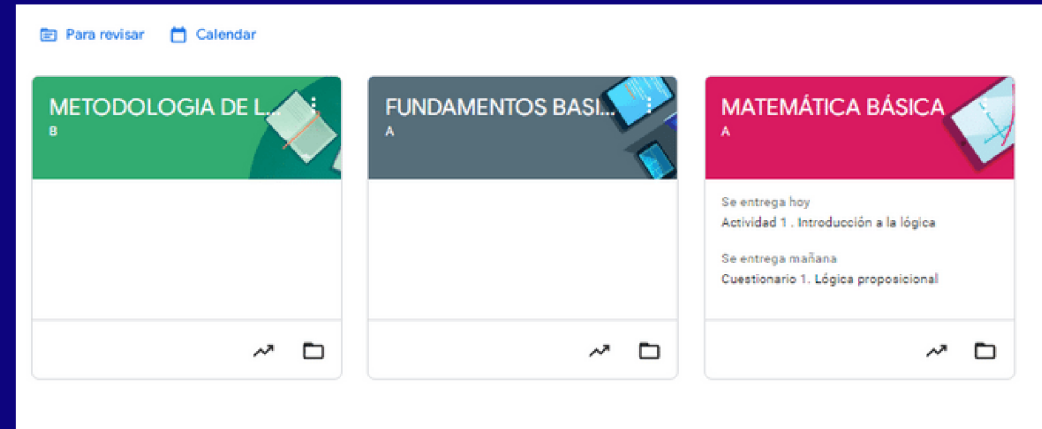 Para revisar Calendar
METODOLOGIA DE L...
B
FUNDAMENTOS BASI...
A
MATEMÁTICA BÁSICA
A
Se entrega hoy
Actividad 1 . Introducción a la lógica
Se entrega mañana
Cuestionario 1. Lógica proposicional